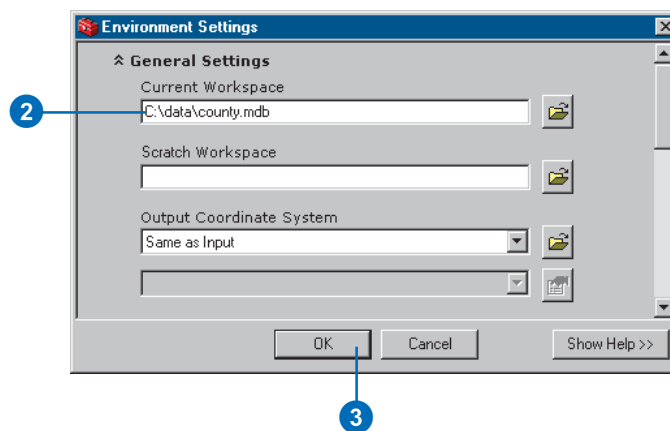 Environment Settings
General Settings
Current Workspace
2
C:\data\county.mdb
Scratch Workspace
Output Coordinate System
Same as Input
OK
Cancel
Show Help >>
3